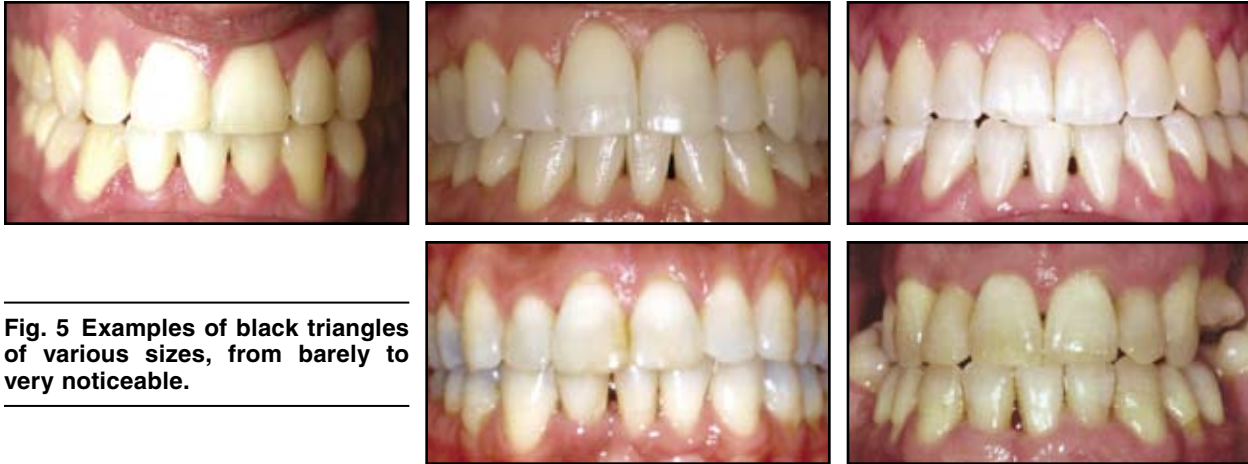 Fig. 5 Examples of black triangles
of various sizes, from barely to
very noticeable.